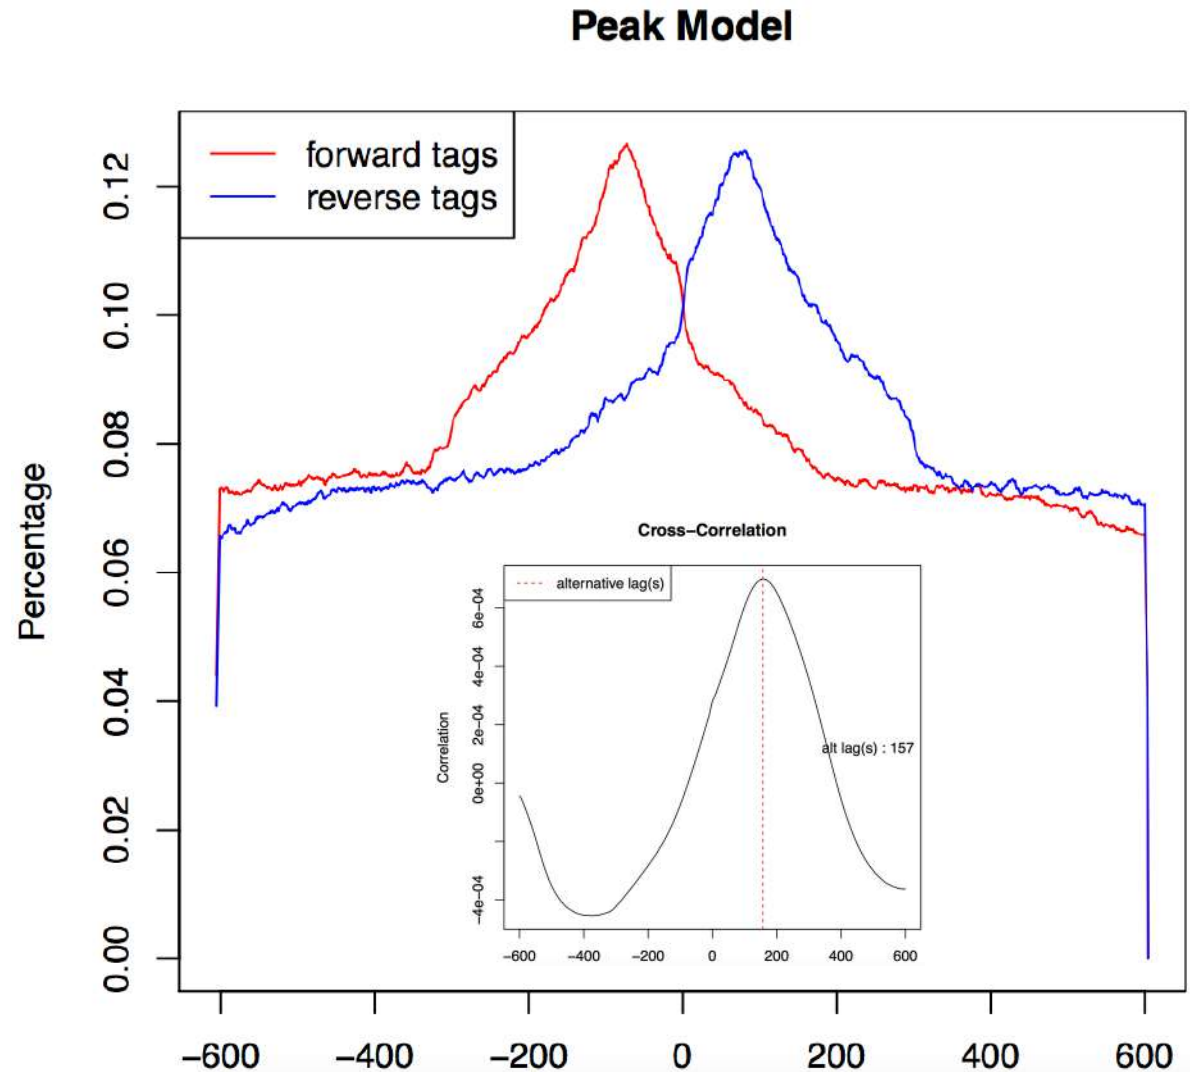 Peak Model
forward tags
reverse tags
Percentage
0.12
0.10
0.08
0.06
0.04
0.02
0.00
−600 −400 −200 0 200 400 600
Cross−Correlation
alternative lag(s)
Correlation
6e−04
4e−04
2e−04
0e+00
−4e−04
alt lag(s) : 157
−600 −400 −200 0 200 400 600